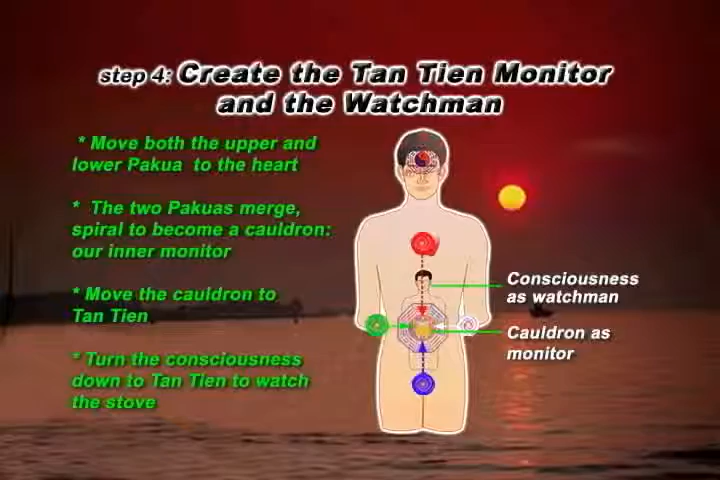 step 4: Create the Tan Tien Monitor
and the Watchman
* Move both the upper and
lower Pakua to the heart
* The two Pakuas merge,
spiral to become a cauldron:
our inner monitor
* Move the cauldron to
Tan Tien
* Turn the consciousness
down to Tan Tien to watch
the stove
Consciousness
as watchman
Cauldron as
monitor